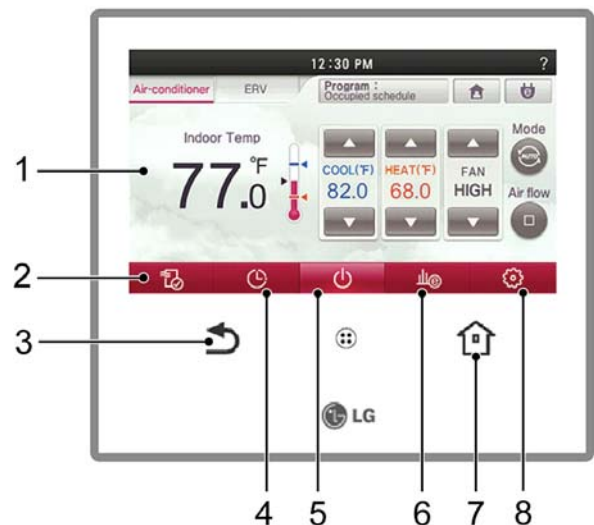 12:30 PM ?
Air-conditioner ERV Program :
Occupied schedule
Mode
Indoor Temp
AUTO
77.0 °F
COOL(℉) HEAT(℉) FAN
82.0 68.0 HIGH
Air flow
LG
1
2
3
4 5 6 7 8